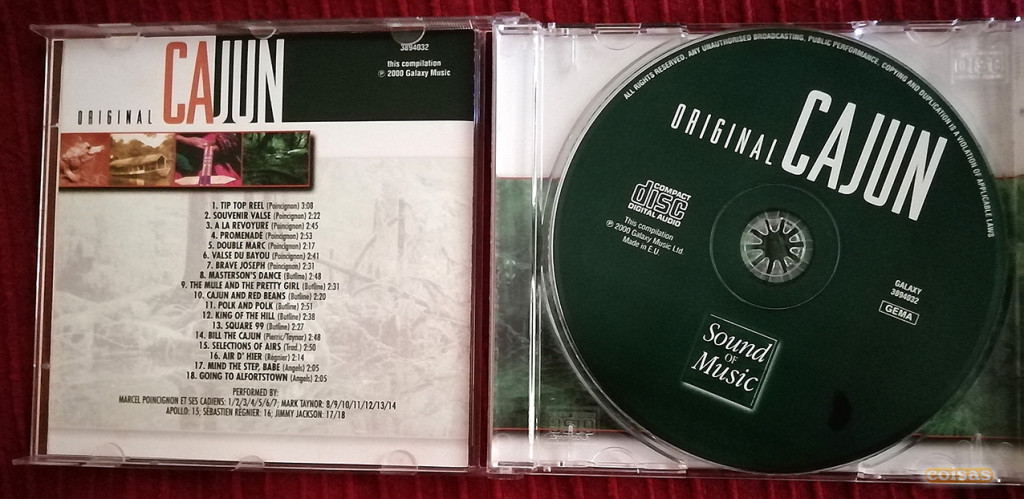 3894032
this compilation
℗ 2000 Galaxy Music
ORIGINAL CAJUN
1. TIP TOP REEL (Poincignon) 3:08
2. SOUVENIR VALSE (Poincignon) 2:22
3. A LA REVOYURE (Poincignon) 2:45
4. PROMENADE (Poincignon) 2:53
5. DOUBLE MARC (Poincignon) 2:17
6. VALSE DU BAYOU (Poincignon) 2:41
7. BRAVE JOSEPH (Poincignon) 2:31
8. MASTERSON'S DANCE (Butline) 2:48
9. THE MULE AND THE PRETTY GIRL (Butline) 2:31
10. CAJUN AND RED BEANS (Butline) 2:20
11. POLK AND POLK (Butline) 2:51
12. KING OF THE HILL (Butline) 2:38
13. SQUARE 99 (Butline) 2:27
14. BILL THE CAJUN (Pierric/Taynor) 2:48
15. SELECTIONS OF AIRS (Trad.) 2:50
16. AIR D' HIER (Régnier) 2:14
17. MIND THE STEP, BABE (Angels) 2:05
18. GOING TO ALFORTSTOWN (Angels) 2:05
PERFORMED BY:
MARCEL POINCIGNON ET SES CADIENS: 1/2/3/4/5/6/7; MARK TAYNOR: 8/9/10/11/12/13/14
APOLLO: 15; SÉBASTIEN RÉGNIER: 16; JIMMY JACKSON: 17/18
ALL RIGHTS RESERVED. ANY UNAUTHORISED BROADCASTING, PUBLIC PERFORMANCE, COPYING AND DUPLICATION IS A VIOLATION OF APPLICABLE LAWS
ORIGINAL CAJUN
COMPACT
disc
DIGITAL AUDIO
This compilation
℗ 2000 Galaxy Music Ltd.
Made in E.U.
GALAXY
3894032
GEMA
Sound
OF
Music
disc
coisas